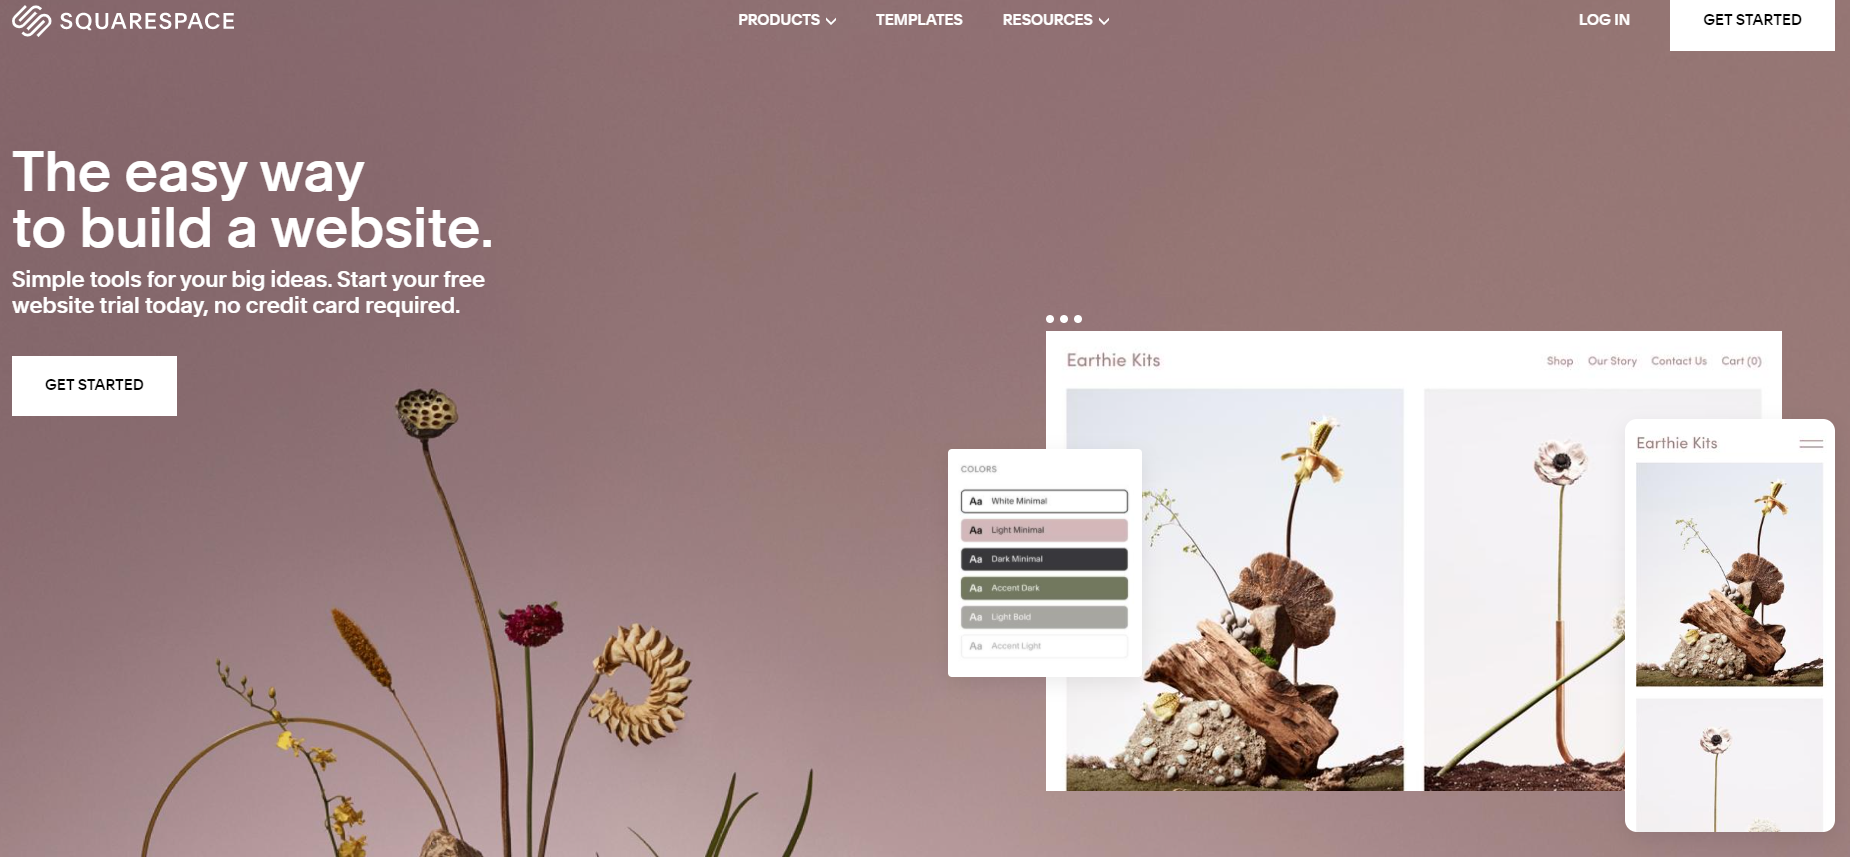 SQUARESPACE
PRODUCTS
TEMPLATES
RESOURCES
LOG IN
GET STARTED
The easy way
to build a website.
Simple tools for your big ideas. Start your free
website trial today, no credit card required.
GET STARTED
Earthie Kits
Shop
Our Story
Contact Us
Cart (0)
COLORS
Aa White Minimal
Aa Light Minimal
Aa Dark Minimal
Aa Accent Dark
Aa Light Bold
Aa Accent Light
Earthie Kits